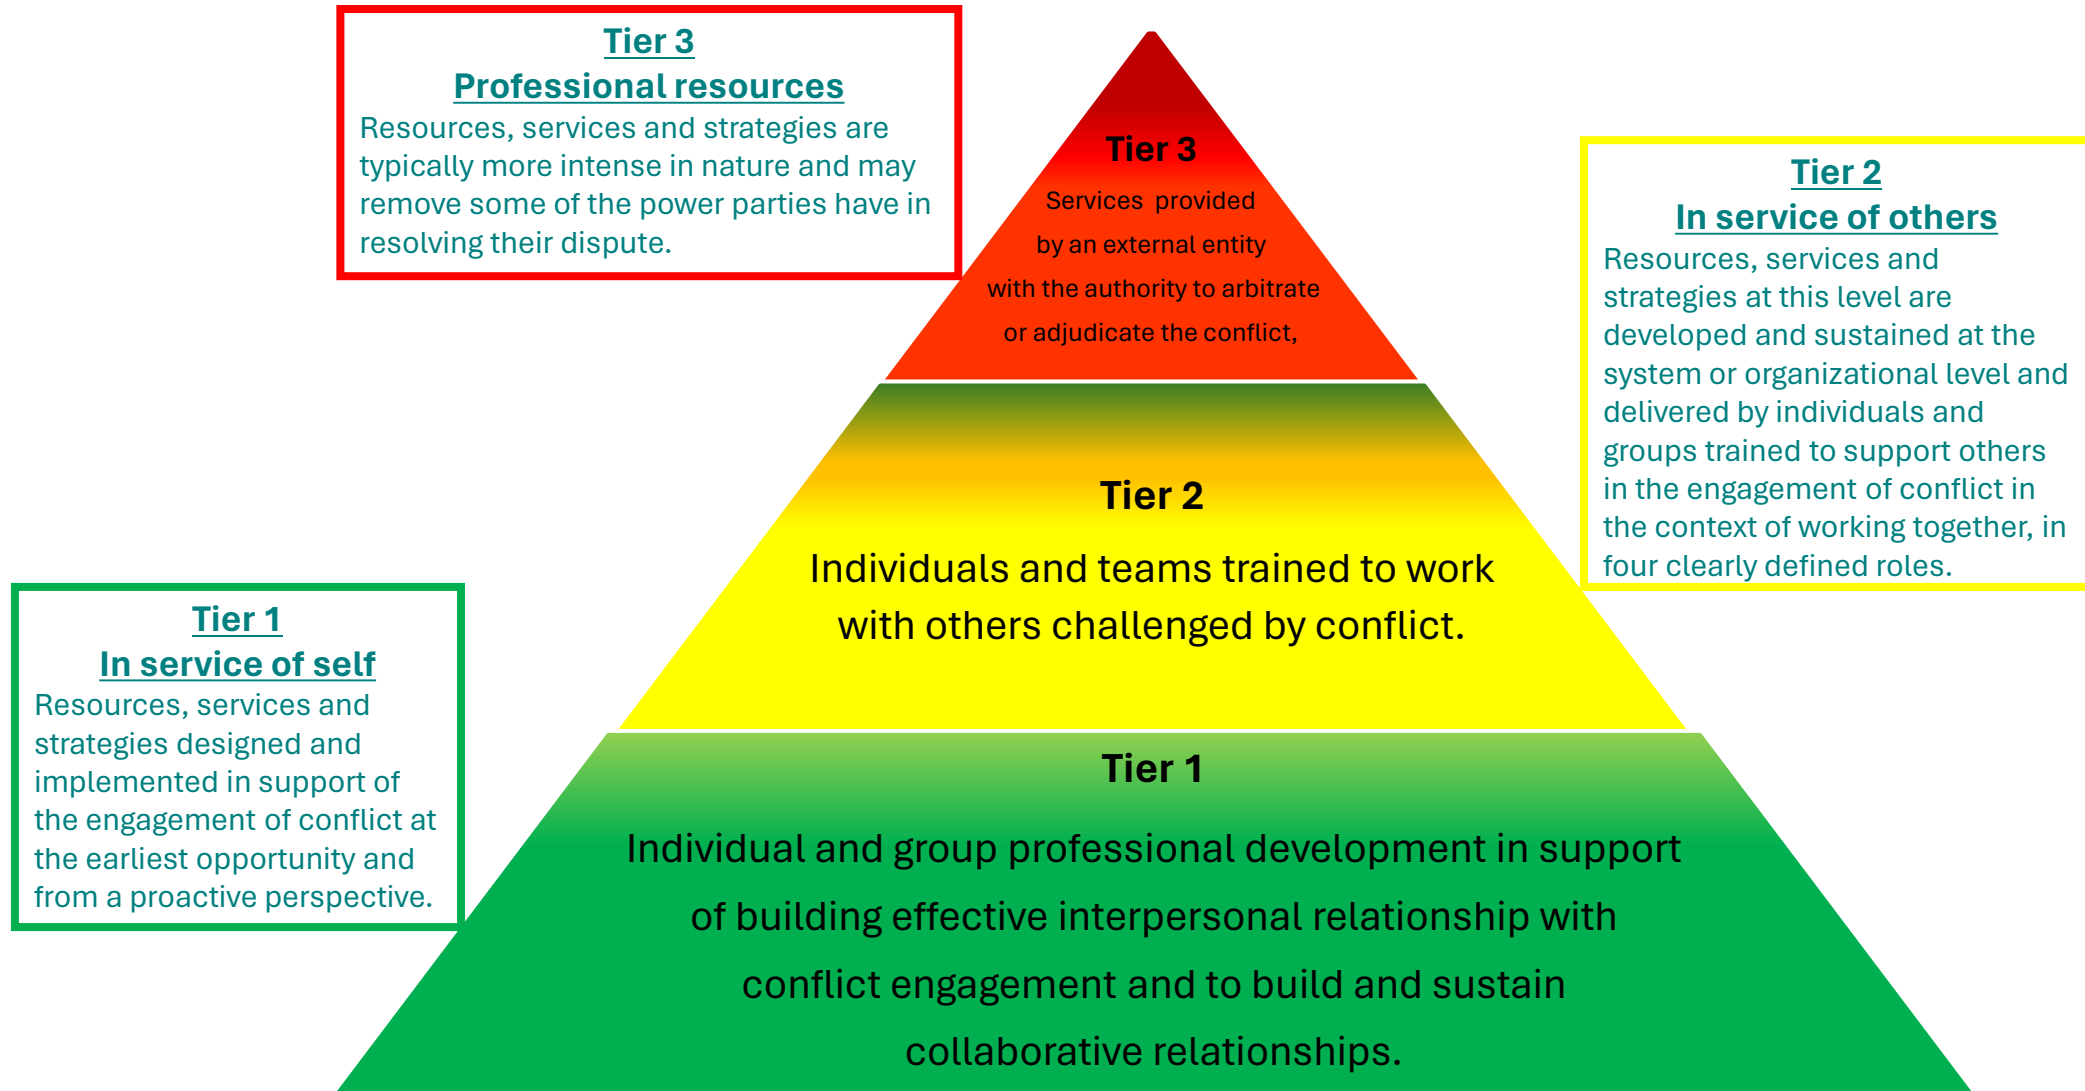 Tier 3
Professional resources
Resources, services and strategies are
typically more intense in nature and may
remove some of the power parties have in
resolving their dispute.
Tier 3
Services provided
by an external entity
with the authority to arbitrate
or adjudicate the conflict,
Tier 2
In service of others
Resources, services and
strategies at this level are
developed and sustained at the
system or organizational level and
delivered by individuals and
groups trained to support others
in the engagement of conflict in
the context of working together, in
four clearly defined roles.
Tier 2
Individuals and teams trained to work
with others challenged by conflict.
Tier 1
In service of self
Resources, services and
strategies designed and
implemented in support of
the engagement of conflict at
the earliest opportunity and
from a proactive perspective.
Tier 1
Individual and group professional development in support
of building effective interpersonal relationship with
conflict engagement and to build and sustain
collaborative relationships.